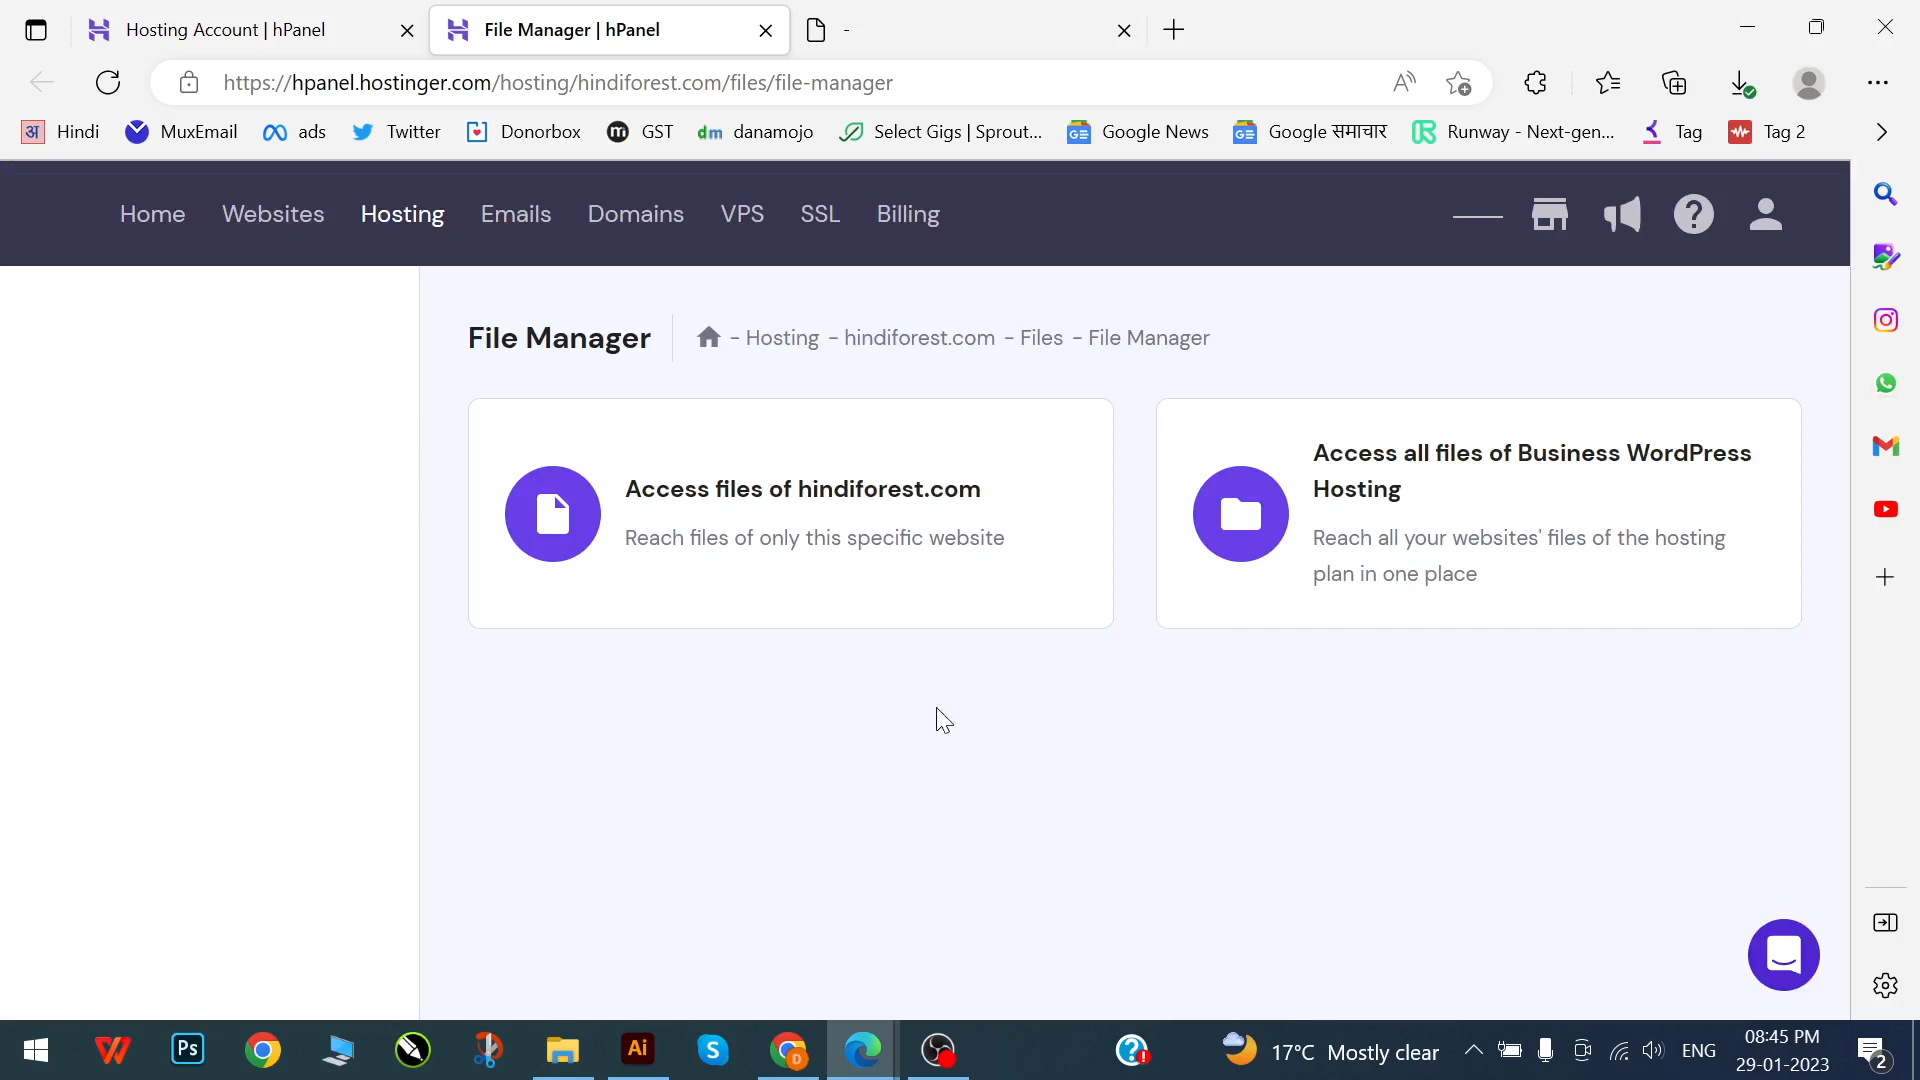 Hosting Account | hPanel
File Manager | hPanel
-
https://hpanel.hostinger.com/hosting/hindiforest.com/files/file-manager
अ Hindi MuxEmail ads Twitter Donorbox m GST dm danamojo Select Gigs | Sprout... Google News Google समाचार Runway - Next-gen... Tag Tag 2
Home Websites Hosting Emails Domains VPS SSL Billing
File Manager - Hosting - hindiforest.com - Files - File Manager
Access files of hindiforest.com
Reach files of only this specific website
Access all files of Business WordPress
Hosting
Reach all your websites' files of the hosting
plan in one place
Ps Ai S D 17°C Mostly clear ENG
08:45 PM
29-01-2023
2